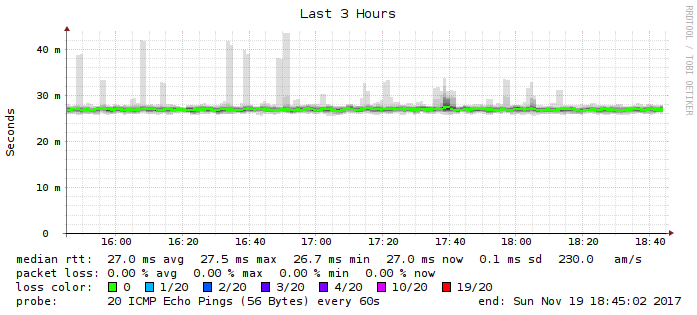 Last 3 Hours
RRDTOOL / TOBI OETIKER
Seconds
40 m
30 m
20 m
10 m
0
16:00 16:20 16:40 17:00 17:20 17:40 18:00 18:20 18:40
median rtt: 27.0 ms avg 27.5 ms max 26.7 ms min 27.0 ms now 0.1 ms sd 230.0 am/s
packet loss: 0.00 % avg 0.00 % max 0.00 % min 0.00 % now
loss color: 0 1/20 2/20 3/20 4/20 10/20 19/20
probe: 20 ICMP Echo Pings (56 Bytes) every 60s end: Sun Nov 19 18:45:02 2017